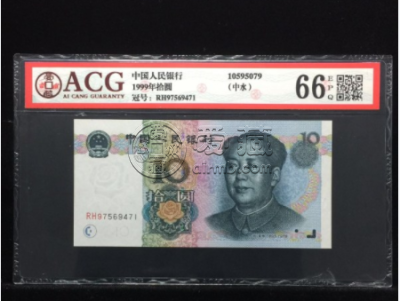 ACG
AI CANG GUARANTY
中国人民银行
1999年拾圆
冠号：RH97569471
10595079
（中水）
66
EPQ
中国人民银行
10
10
拾圆
RH97569471